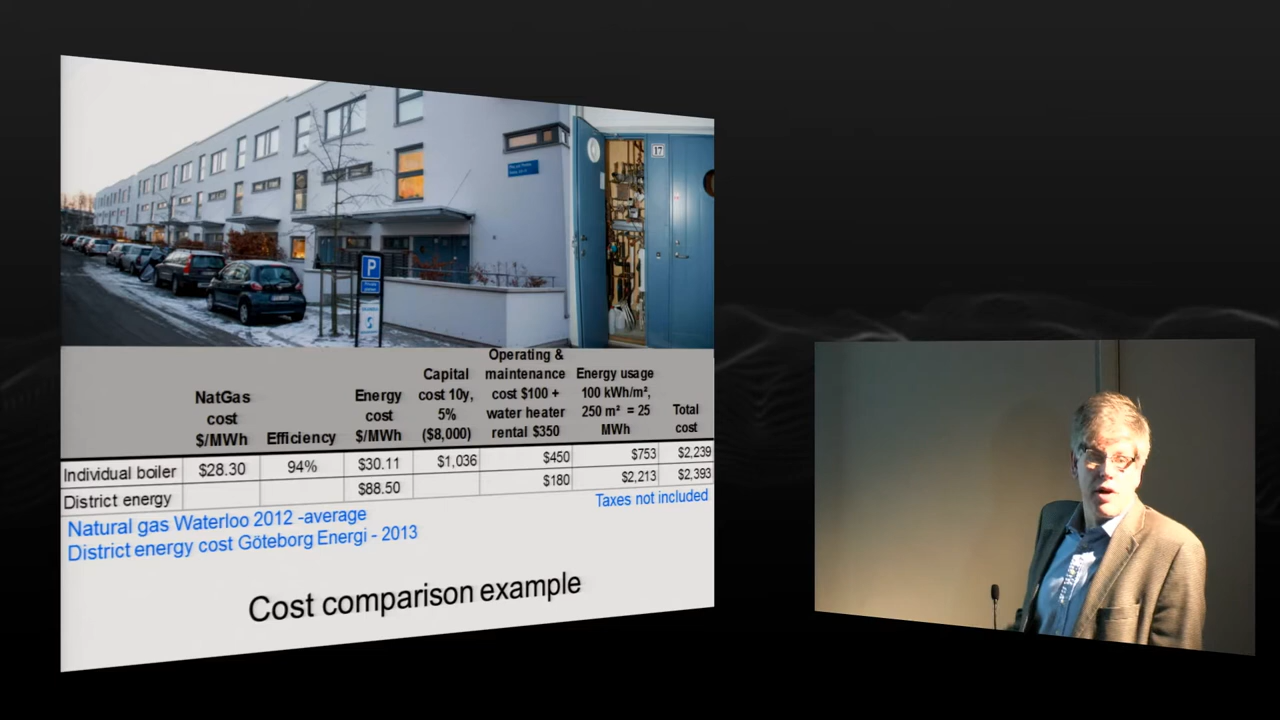 17
P
NatGas cost $/MWh
Efficiency
Energy cost $/MWh
Capital cost 10y, 5% ($8,000)
Operating & maintenance cost $100 + water heater rental $350
Energy usage 100 kWh/m², 250 m² = 25 MWh
Total cost
Individual boiler $28.30 94% $30.11 $1,036 $450 $753 $2,239
District energy $88.50 $180 $2,213 $2,393
Taxes not included
Natural gas Waterloo 2012 -average
District energy cost Göteborg Energi - 2013
Cost comparison example